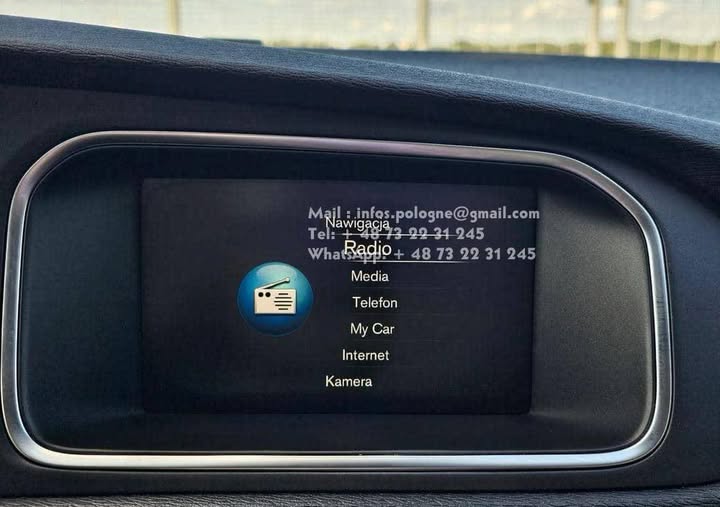 Mail : infos.pologne@gmail.com
Nawigacja
Tel: + 48 73 22 31 245
Radio
WhatsApp: + 48 73 22 31 245
Media
Telefon
My Car
Internet
Kamera